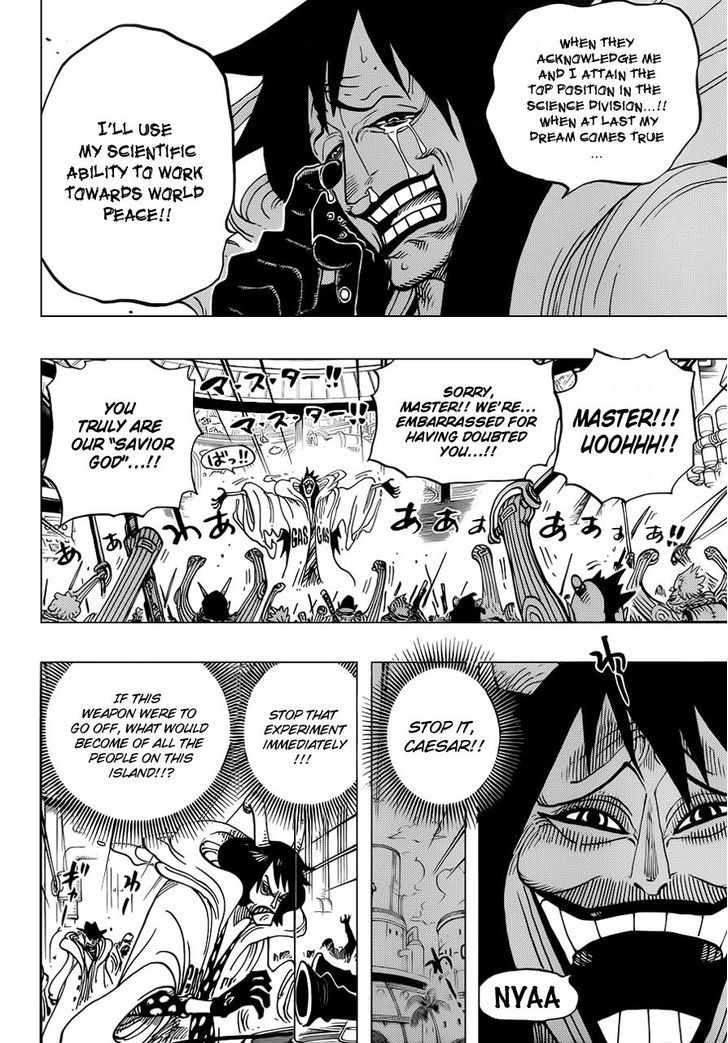 WHEN THEY
ACKNOWLEDGE ME
AND I ATTAIN THE
TOP POSITION IN THE
SCIENCE DIVISION...!!
WHEN AT LAST MY
DREAM COMES TRUE
...
I'LL USE
MY SCIENTIFIC
ABILITY TO WORK
TOWARDS WORLD
PEACE!!
MASTER!!!
UOOHHH!!
SORRY,
MASTER!! WE'RE...
EMBARRASSED FOR
HAVING DOUBTED
YOU...!!
マスター!!
マスター!!
YOU
TRULY ARE
OUR "SAVIOR
GOD"...!!
ばっ!!
GAS GAS
わあああああああ!!
STOP IT,
CAESAR!!
STOP THAT
EXPERIMENT
IMMEDIATELY
!!!
IF THIS
WEAPON WERE TO
GO OFF, WHAT WOULD
BECOME OF ALL THE
PEOPLE ON THIS
ISLAND!!?
NYAA